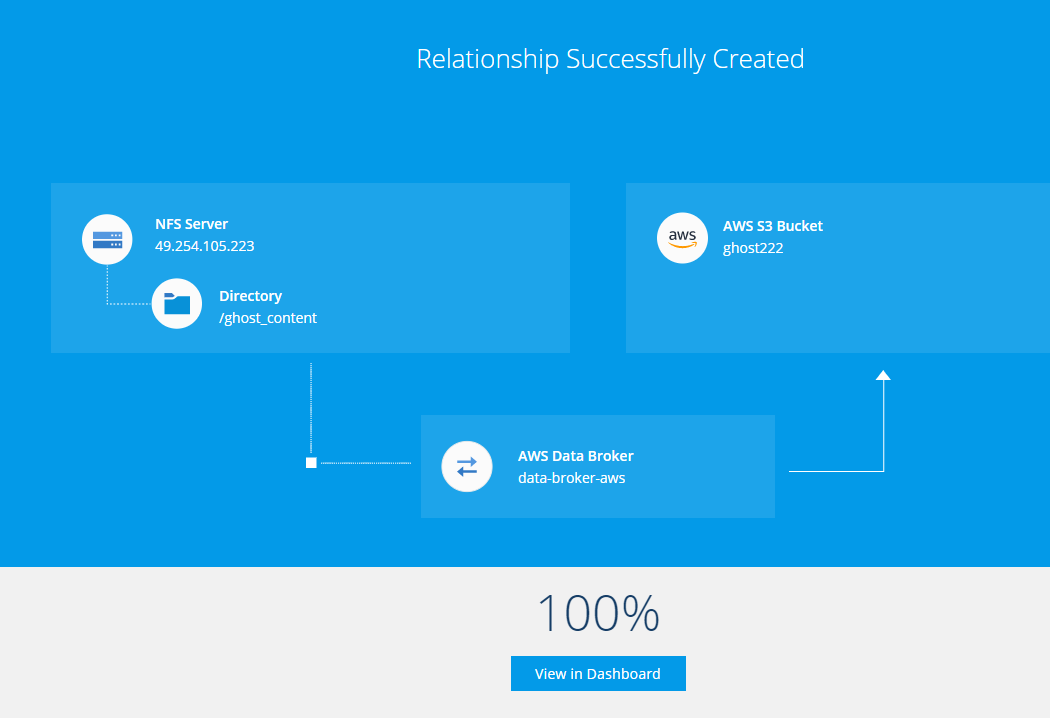 Relationship Successfully Created
NFS Server
49.254.105.223
Directory
/ghost_content
aws
AWS S3 Bucket
ghost222
AWS Data Broker
data-broker-aws
100%
View in Dashboard